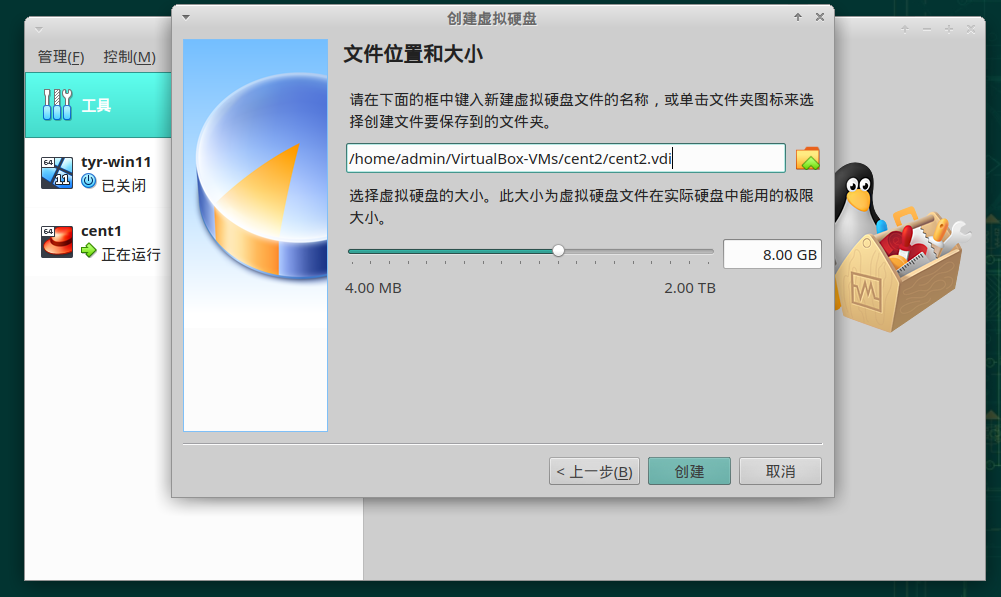 创建虚拟硬盘
管理(F) 控制(M)
工具
64
11
tyr-win11
已关闭
64
cent1
正在运行
文件位置和大小
请在下面的框中键入新建虚拟硬盘文件的名称，或单击文件夹图标来选
择创建文件要保存到的文件夹。
/home/admin/VirtualBox-VMs/cent2/cent2.vdi
选择虚拟硬盘的大小。此大小为虚拟硬盘文件在实际硬盘中能用的极限
大小。
8.00 GB
4.00 MB 2.00 TB
< 上一步(B) 创建 取消